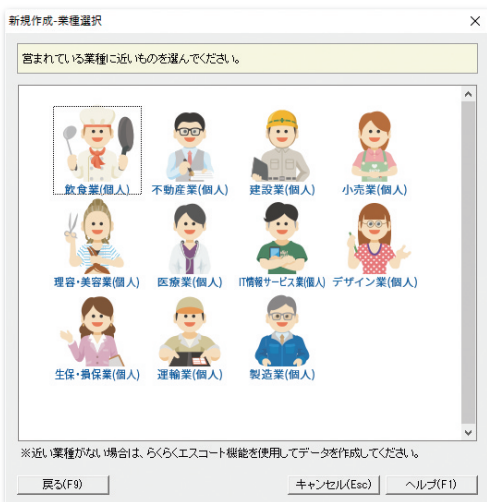 新規作成-業種選択
営まれている業種に近いものを選んでください。
飲食業(個人) 不動産業(個人) 建設業(個人) 小売業(個人)
理容・美容業(個人) 医療業(個人) IT情報サービス業(個人) デザイン業(個人)
生保・損保業(個人) 運輸業(個人) 製造業(個人)
※近い業種がない場合は、らくらくエスコート機能を使用してデータを作成してください。
戻る(F9) キャンセル(Esc) ヘルプ(F1)